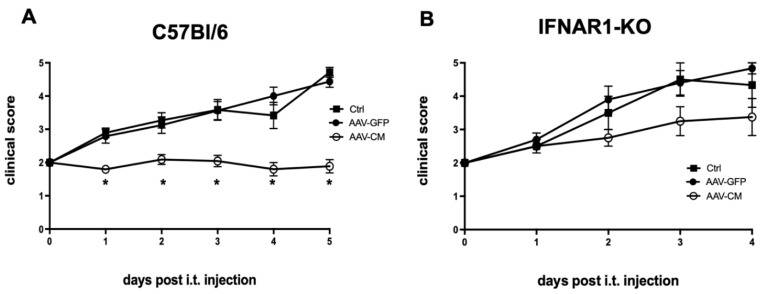 A
C57Bl/6
5
4
3
2
1
0
clinical score
Ctrl
AAV-GFP
AAV-CM
* * * * *
0 1 2 3 4 5
days post i.t. injection
B
IFNAR1-KO
5
4
3
2
1
0
clinical score
Ctrl
AAV-GFP
AAV-CM
0 1 2 3 4
days post i.t. injection